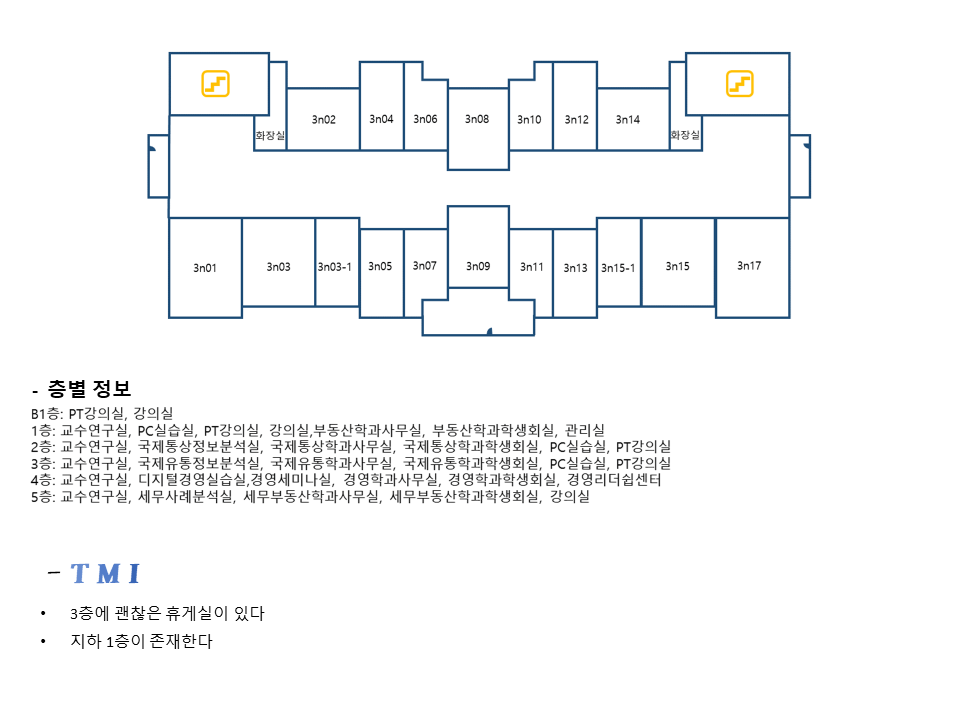 3n02
3n04
3n06
3n08
3n10
3n12
3n14
화장실
화장실
3n01
3n03
3n03-1
3n05
3n07
3n09
3n11
3n13
3n15-1
3n15
3n17
- 층별 정보
B1층: PT강의실, 강의실
1층: 교수연구실, PC실습실, PT강의실, 강의실,부동산학과사무실, 부동산학과학생회실, 관리실
2층: 교수연구실, 국제통상정보분석실, 국제통상학과사무실, 국제통상학과학생회실, PC실습실, PT강의실
3층: 교수연구실, 국제유통정보분석실, 국제유통학과사무실, 국제유통학과학생회실, PC실습실, PT강의실
4층: 교수연구실, 디지털경영실습실,경영세미나실, 경영학과사무실, 경영학과학생회실, 경영리더쉽센터
5층: 교수연구실, 세무사례분석실, 세무부동산학과사무실, 세무부동산학과학생회실, 강의실
- TMI
• 3층에 괜찮은 휴게실이 있다
• 지하 1층이 존재한다